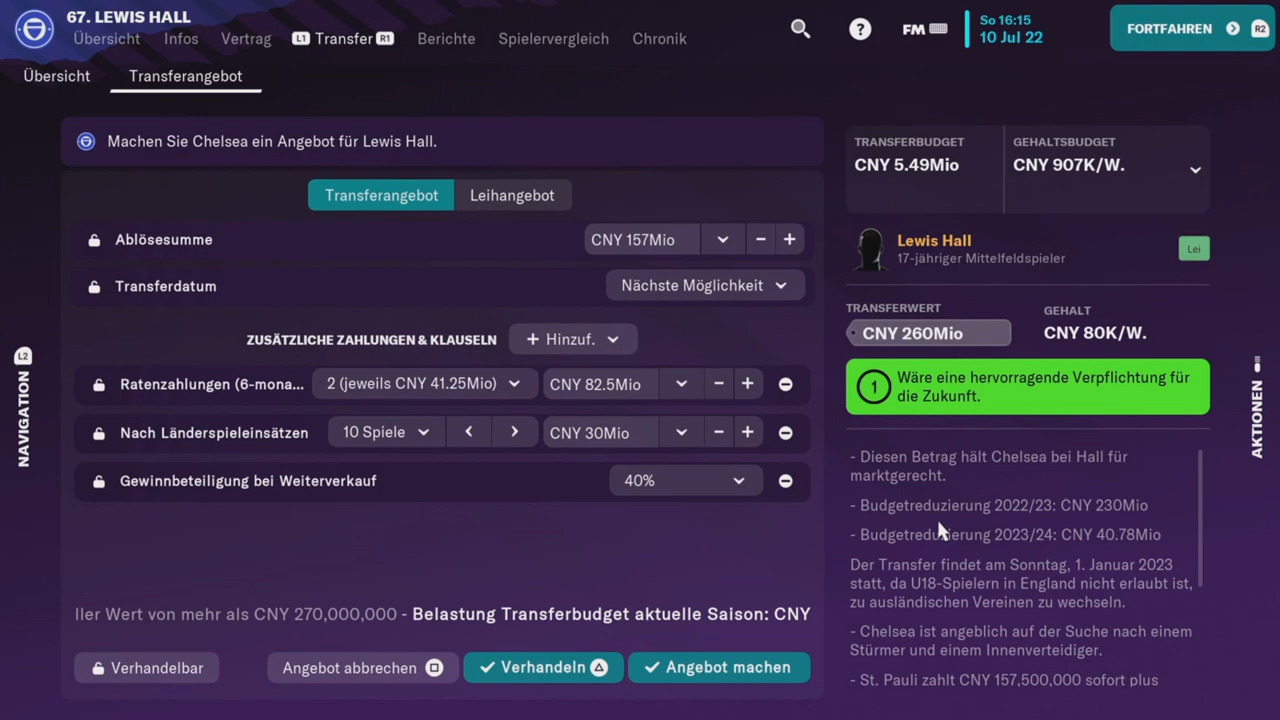 67. LEWIS HALL
Übersicht Infos Vertrag L1 Transfer R1 Berichte Spielervergleich Chronik
? FM So 16:15
10 Jul 22
FORTFAHREN R2
Übersicht Transferangebot
Machen Sie Chelsea ein Angebot für Lewis Hall.
Transferangebot Leihangebot
Ablösesumme CNY 157Mio − +
Transferdatum Nächste Möglichkeit
ZUSÄTZLICHE ZAHLUNGEN & KLAUSELN + Hinzuf.
Ratenzahlungen (6-mona... 2 (jeweils CNY 41.25Mio) CNY 82.5Mio − +
Nach Länderspieleinsätzen 10 Spiele < > CNY 30Mio − +
Gewinnbeteiligung bei Weiterverkauf 40%
ller Wert von mehr als CNY 270,000,000 - Belastung Transferbudget aktuelle Saison: CNY
Verhandelbar Angebot abbrechen Verhandeln Angebot machen
TRANSFERBUDGET
CNY 5.49Mio
GEHALTSBUDGET
CNY 907K/W.
Lewis Hall
17-jähriger Mittelfeldspieler
Lei
TRANSFERWERT
CNY 260Mio
GEHALT
CNY 80K/W.
1 Wäre eine hervorragende Verpflichtung für
die Zukunft.
- Diesen Betrag hält Chelsea bei Hall für
marktgerecht.
- Budgetreduzierung 2022/23: CNY 230Mio
- Budgetreduzierung 2023/24: CNY 40.78Mio
Der Transfer findet am Sonntag, 1. Januar 2023
statt, da U18-Spielern in England nicht erlaubt ist,
zu ausländischen Vereinen zu wechseln.
- Chelsea ist angeblich auf der Suche nach einem
Stürmer und einem Innenverteidiger.
- St. Pauli zahlt CNY 157,500,000 sofort plus
L2
NAVIGATION
AKTIONEN